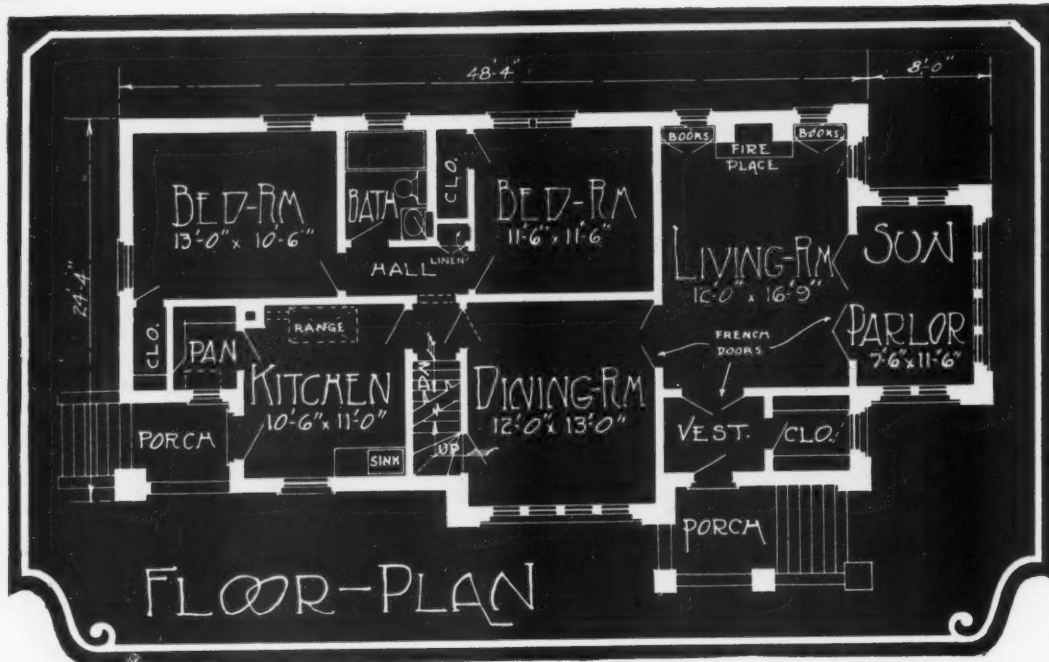 48'-4"
8'-0"
24'-4"
BED-RM
13'-0" x 10'-6"
BATH
CLO.
BED-RM
11'-6" x 11'-6"
BOOKS
FIRE
PLACE
BOOKS
LIVING-RM
12'-0" x 16'-9"
SUN
PARLOR
7'-6" x 11'-6"
HALL
LINEN
CLO.
PAN
RANGE
KITCHEN
10'-6" x 11'-0"
SINK
DN
UP
DINING-RM
12'-0" x 13'-0"
FRENCH
DOORS
VEST.
CLO.
PORCH
PORCH
FLOOR-PLAN